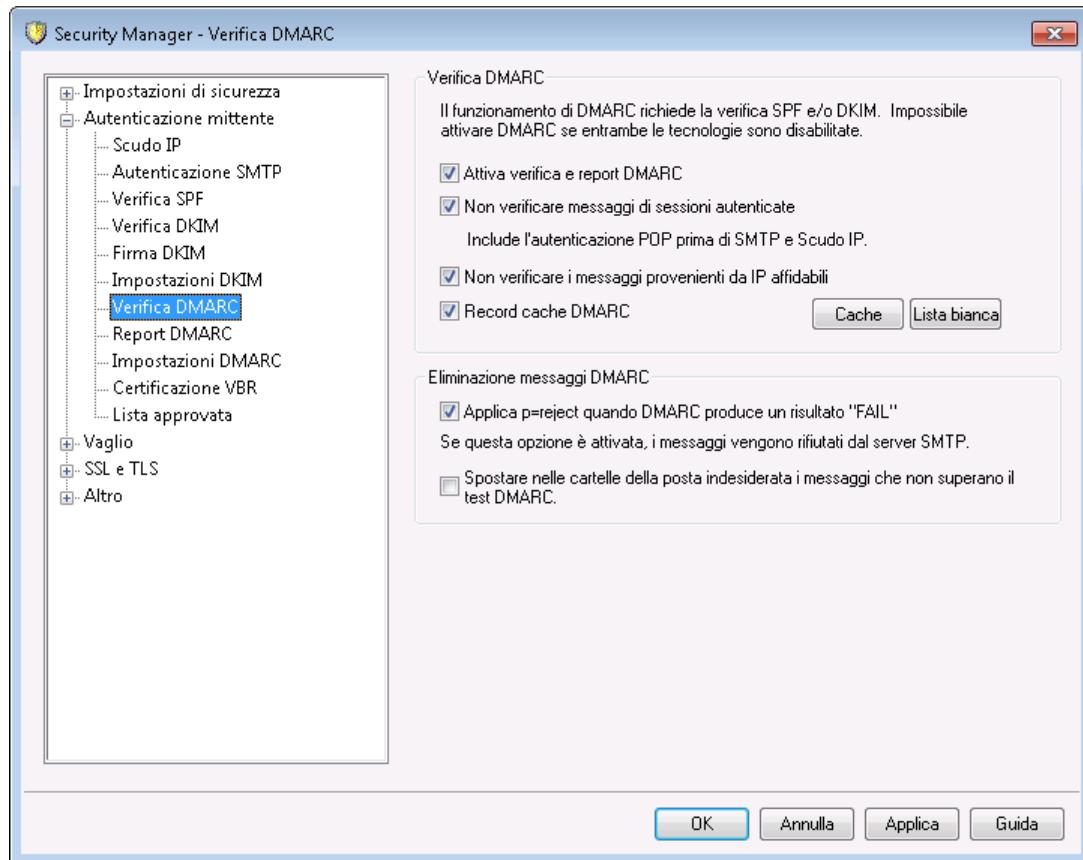 Security Manager - Verifica DMARC
Impostazioni di sicurezza
Autenticazione mittente
Scudo IP
Autenticazione SMTP
Verifica SPF
Verifica DKIM
Firma DKIM
Impostazioni DKIM
Verifica DMARC
Report DMARC
Impostazioni DMARC
Certificazione VBR
Lista approvata
Vaglio
SSL e TLS
Altro
Verifica DMARC
Il funzionamento di DMARC richiede la verifica SPF e/o DKIM. Impossibile
attivare DMARC se entrambe le tecnologie sono disabilitate.
Attiva verifica e report DMARC
Non verificare messaggi di sessioni autenticate
Include l'autenticazione POP prima di SMTP e Scudo IP.
Non verificare i messaggi provenienti da IP affidabili
Record cache DMARC
Cache
Lista bianca
Eliminazione messaggi DMARC
Applica p=reject quando DMARC produce un risultato "FAIL"
Se questa opzione è attivata, i messaggi vengono rifiutati dal server SMTP.
Spostare nelle cartelle della posta indesiderata i messaggi che non superano il
test DMARC.
OK
Annulla
Applica
Guida